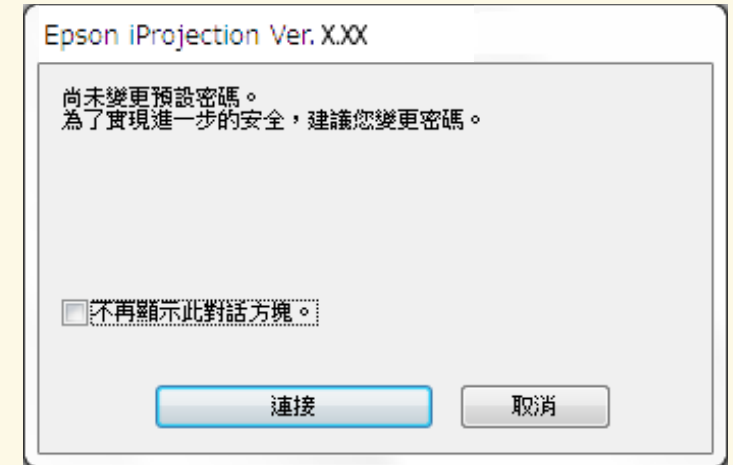 Epson iProjection Ver. X.XX
尚未變更預設密碼。
為了實現進一步的安全，建議您變更密碼。
不再顯示此對話方塊。
連接
取消